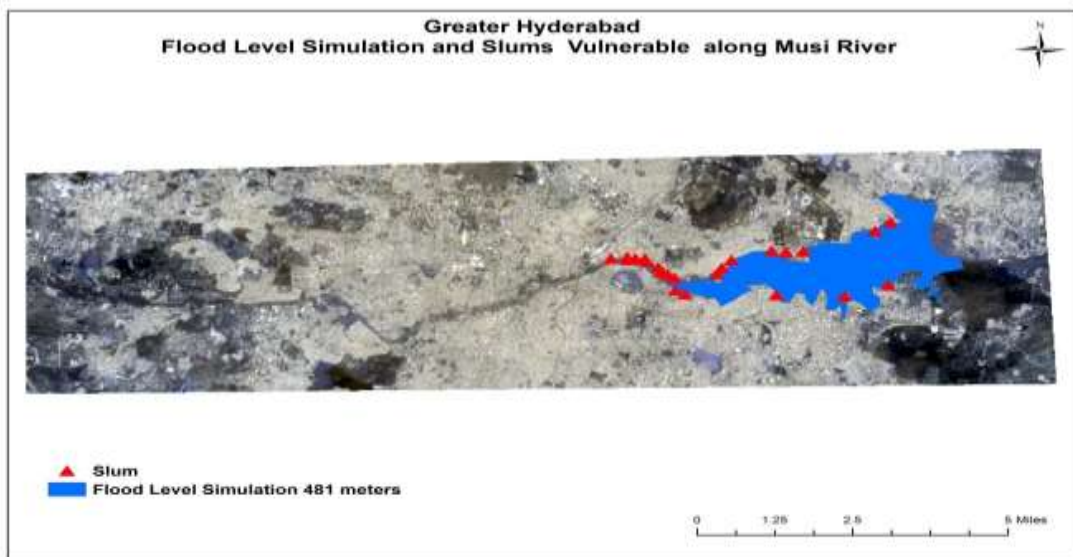 Greater Hyderabad
Flood Level Simulation and Slums Vulnerable along Musi River
N
Slum
Flood Level Simulation 481 meters
0 1.25 2.5 5 Miles